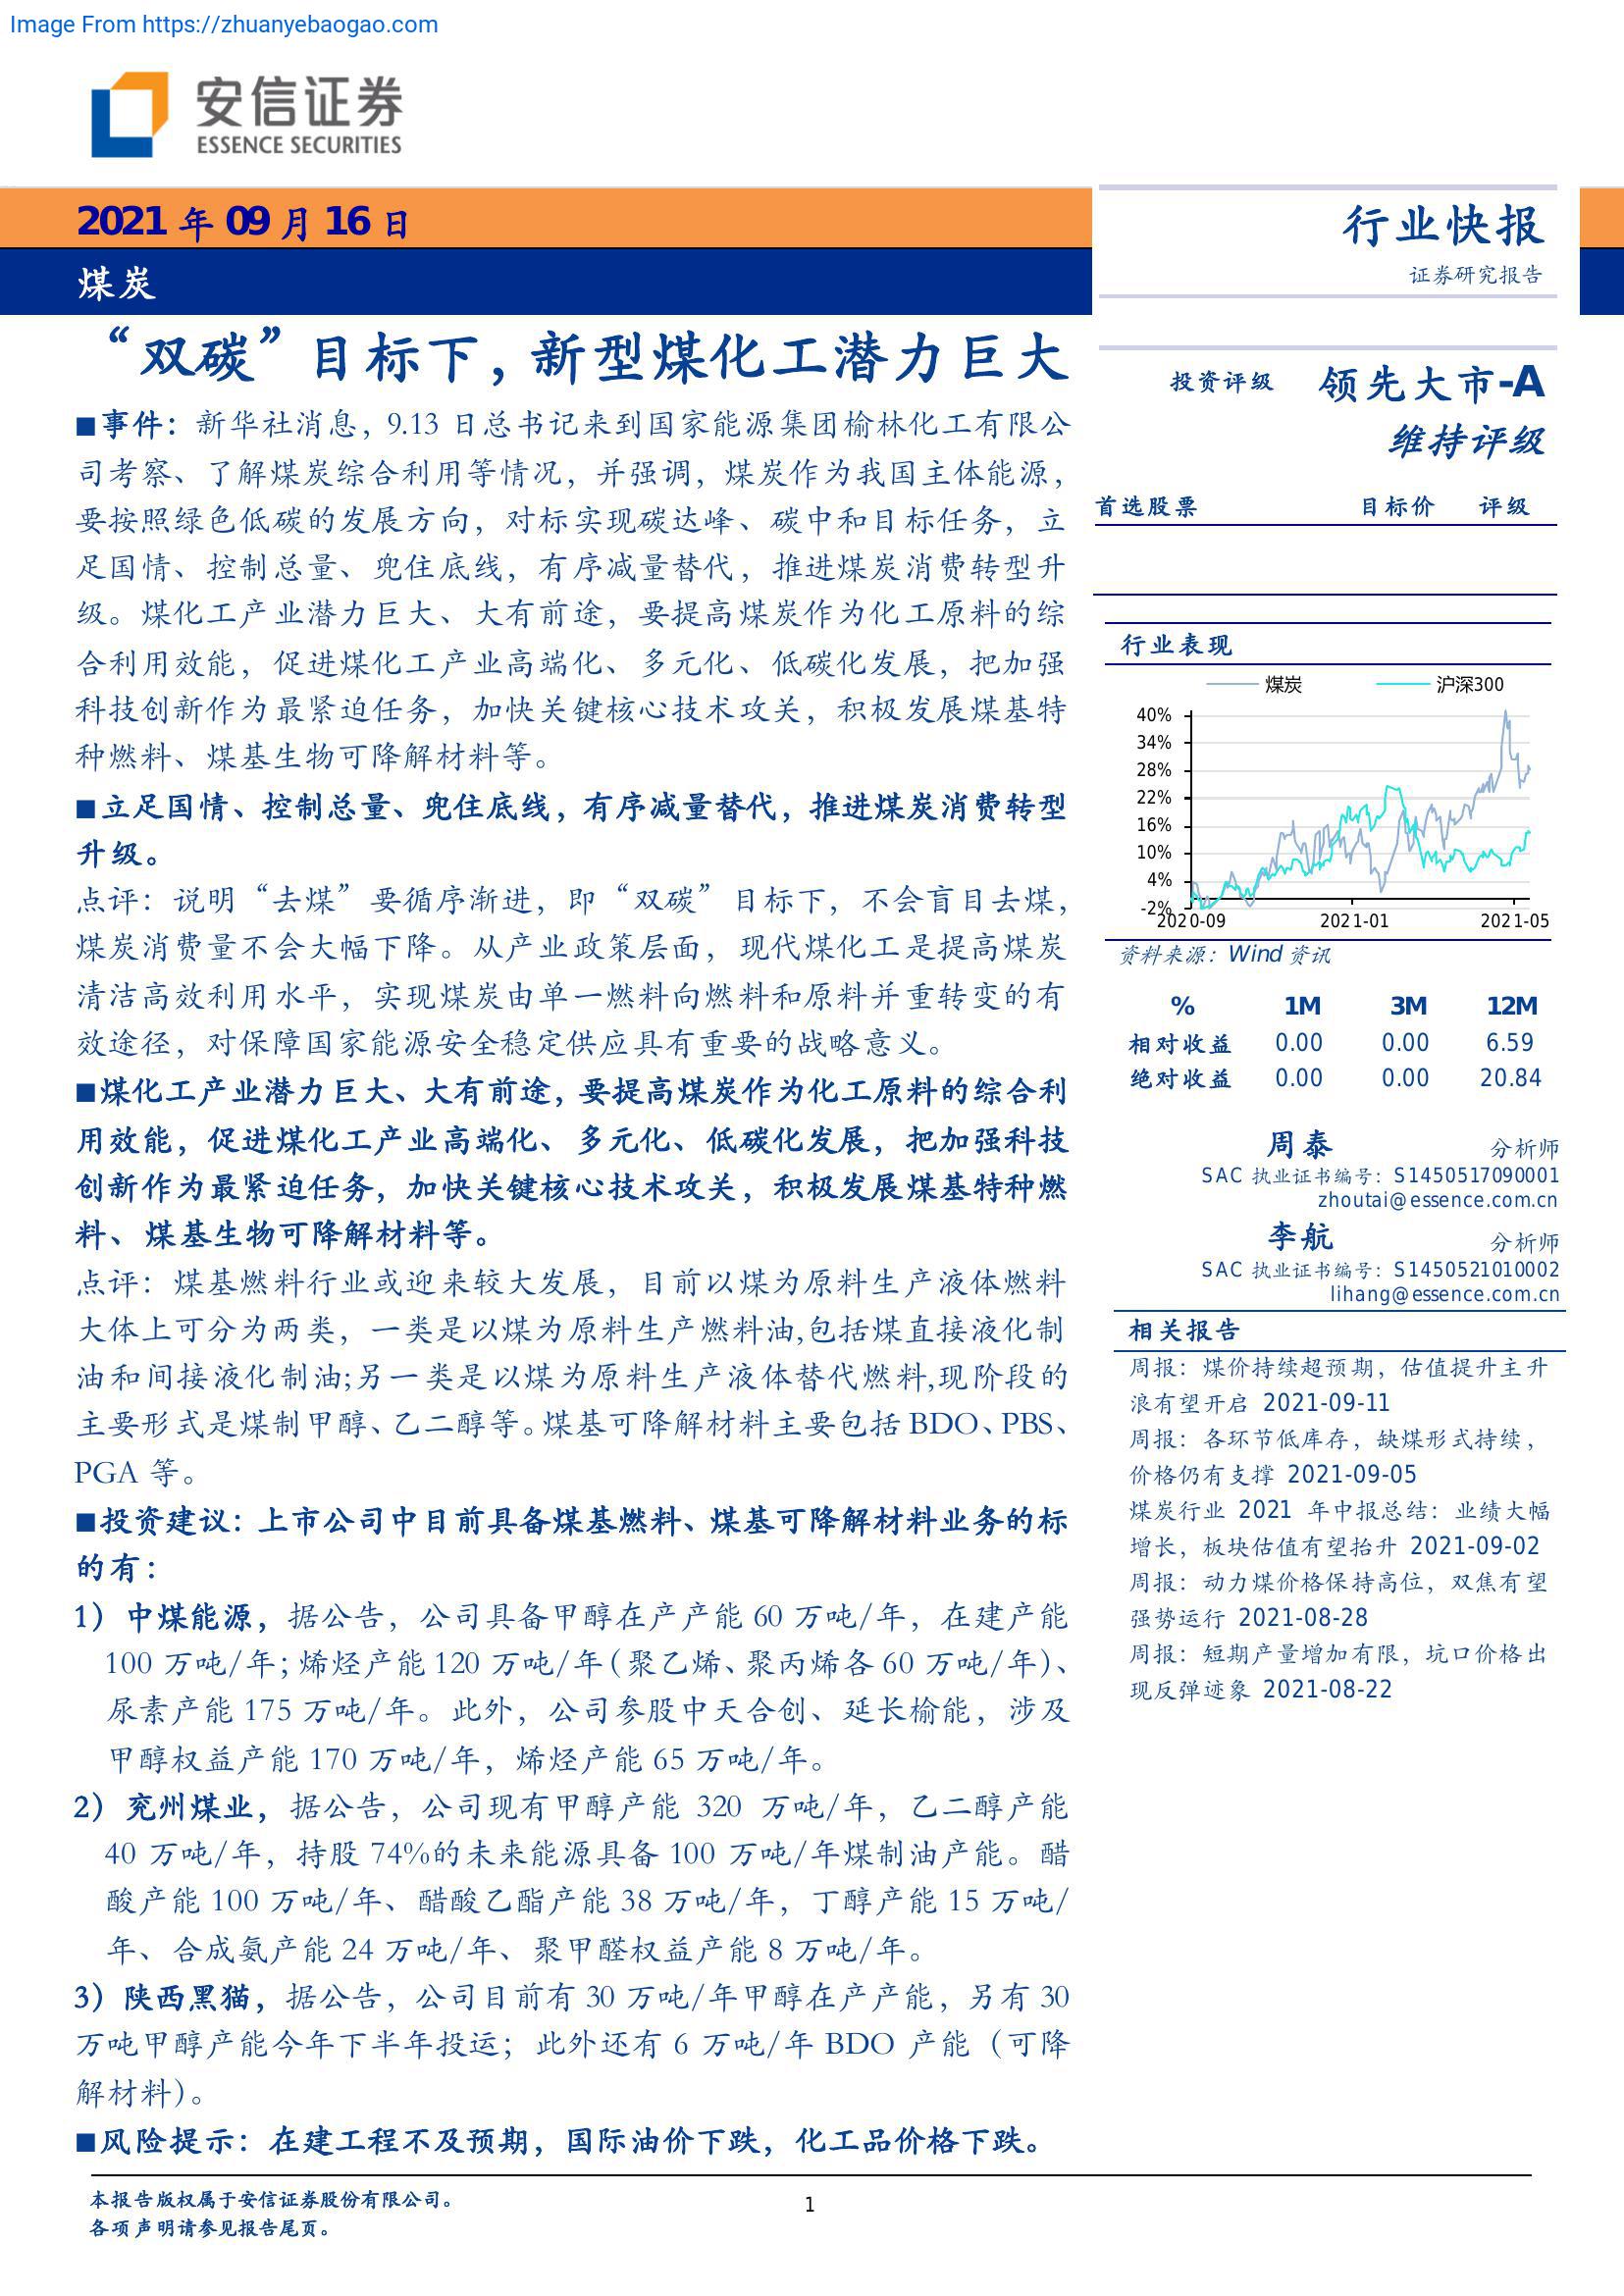 Image From https://zhuanyebaogao.com
安信证券
ESSENCE SECURITIES
2021 年 09 月 16 日
煤炭
行业快报
证券研究报告
“双碳”目标下，新型煤化工潜力巨大
■事件：新华社消息，9.13 日总书记来到国家能源集团榆林化工有限公
司考察、了解煤炭综合利用等情况，并强调，煤炭作为我国主体能源，
要按照绿色低碳的发展方向，对标实现碳达峰、碳中和目标任务，立
足国情、控制总量、兜住底线，有序减量替代，推进煤炭消费转型升
级。煤化工产业潜力巨大、大有前途，要提高煤炭作为化工原料的综
合利用效能，促进煤化工产业高端化、多元化、低碳化发展，把加强
科技创新作为最紧迫任务，加快关键核心技术攻关，积极发展煤基特
种燃料、煤基生物可降解材料等。
■立足国情、控制总量、兜住底线，有序减量替代，推进煤炭消费转型
升级。
点评：说明“去煤”要循序渐进，即“双碳”目标下，不会盲目去煤，
煤炭消费量不会大幅下降。从产业政策层面，现代煤化工是提高煤炭
清洁高效利用水平，实现煤炭由单一燃料向燃料和原料并重转变的有
效途径，对保障国家能源安全稳定供应具有重要的战略意义。
■煤化工产业潜力巨大、大有前途，要提高煤炭作为化工原料的综合利
用效能，促进煤化工产业高端化、多元化、低碳化发展，把加强科技
创新作为最紧迫任务，加快关键核心技术攻关，积极发展煤基特种燃
料、煤基生物可降解材料等。
点评：煤基燃料行业或迎来较大发展，目前以煤为原料生产液体燃料
大体上可分为两类，一类是以煤为原料生产燃料油,包括煤直接液化制
油和间接液化制油;另一类是以煤为原料生产液体替代燃料,现阶段的
主要形式是煤制甲醇、乙二醇等。煤基可降解材料主要包括 BDO、PBS、
PGA 等。
■投资建议：上市公司中目前具备煤基燃料、煤基可降解材料业务的标
的有：
1）中煤能源，据公告，公司具备甲醇在产产能 60 万吨/年，在建产能
100 万吨/年；烯烃产能 120 万吨/年（聚乙烯、聚丙烯各 60 万吨/年）、
尿素产能 175 万吨/年。此外，公司参股中天合创、延长榆能，涉及
甲醇权益产能 170 万吨/年，烯烃产能 65 万吨/年。
2）兖州煤业，据公告，公司现有甲醇产能 320 万吨/年，乙二醇产能
40 万吨/年，持股 74%的未来能源具备 100 万吨/年煤制油产能。醋
酸产能 100 万吨/年、醋酸乙酯产能 38 万吨/年，丁醇产能 15 万吨/
年、合成氨产能 24 万吨/年、聚甲醛权益产能 8 万吨/年。
3）陕西黑猫，据公告，公司目前有 30 万吨/年甲醇在产产能，另有 30
万吨甲醇产能今年下半年投运；此外还有 6 万吨/年 BDO 产能（可降
解材料）。
■风险提示：在建工程不及预期，国际油价下跌，化工品价格下跌。
投资评级 领先大市-A
维持评级
首选股票 目标价 评级
行业表现
煤炭 沪深300
40%
34%
28%
22%
16%
10%
4%
-2%
2020-09 2021-01 2021-05
资料来源：Wind 资讯
% 1M 3M 12M
相对收益 0.00 0.00 6.59
绝对收益 0.00 0.00 20.84
周泰 分析师
SAC 执业证书编号：S1450517090001
zhoutai@essence.com.cn
李航 分析师
SAC 执业证书编号：S1450521010002
lihang@essence.com.cn
相关报告
周报：煤价持续超预期，估值提升主升
浪有望开启 2021-09-11
周报：各环节低库存，缺煤形式持续，
价格仍有支撑 2021-09-05
煤炭行业 2021 年中报总结：业绩大幅
增长，板块估值有望抬升 2021-09-02
周报：动力煤价格保持高位，双焦有望
强势运行 2021-08-28
周报：短期产量增加有限，坑口价格出
现反弹迹象 2021-08-22
本报告版权属于安信证券股份有限公司。
各项声明请参见报告尾页。
1